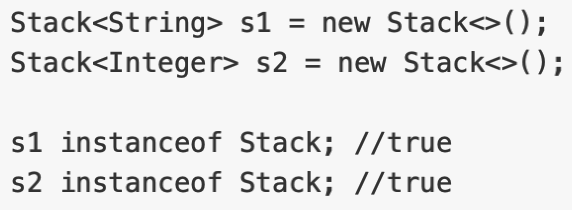 Stack<String> s1 = new Stack<>();
Stack<Integer> s2 = new Stack<>();
s1 instanceof Stack; //true
s2 instanceof Stack; //true